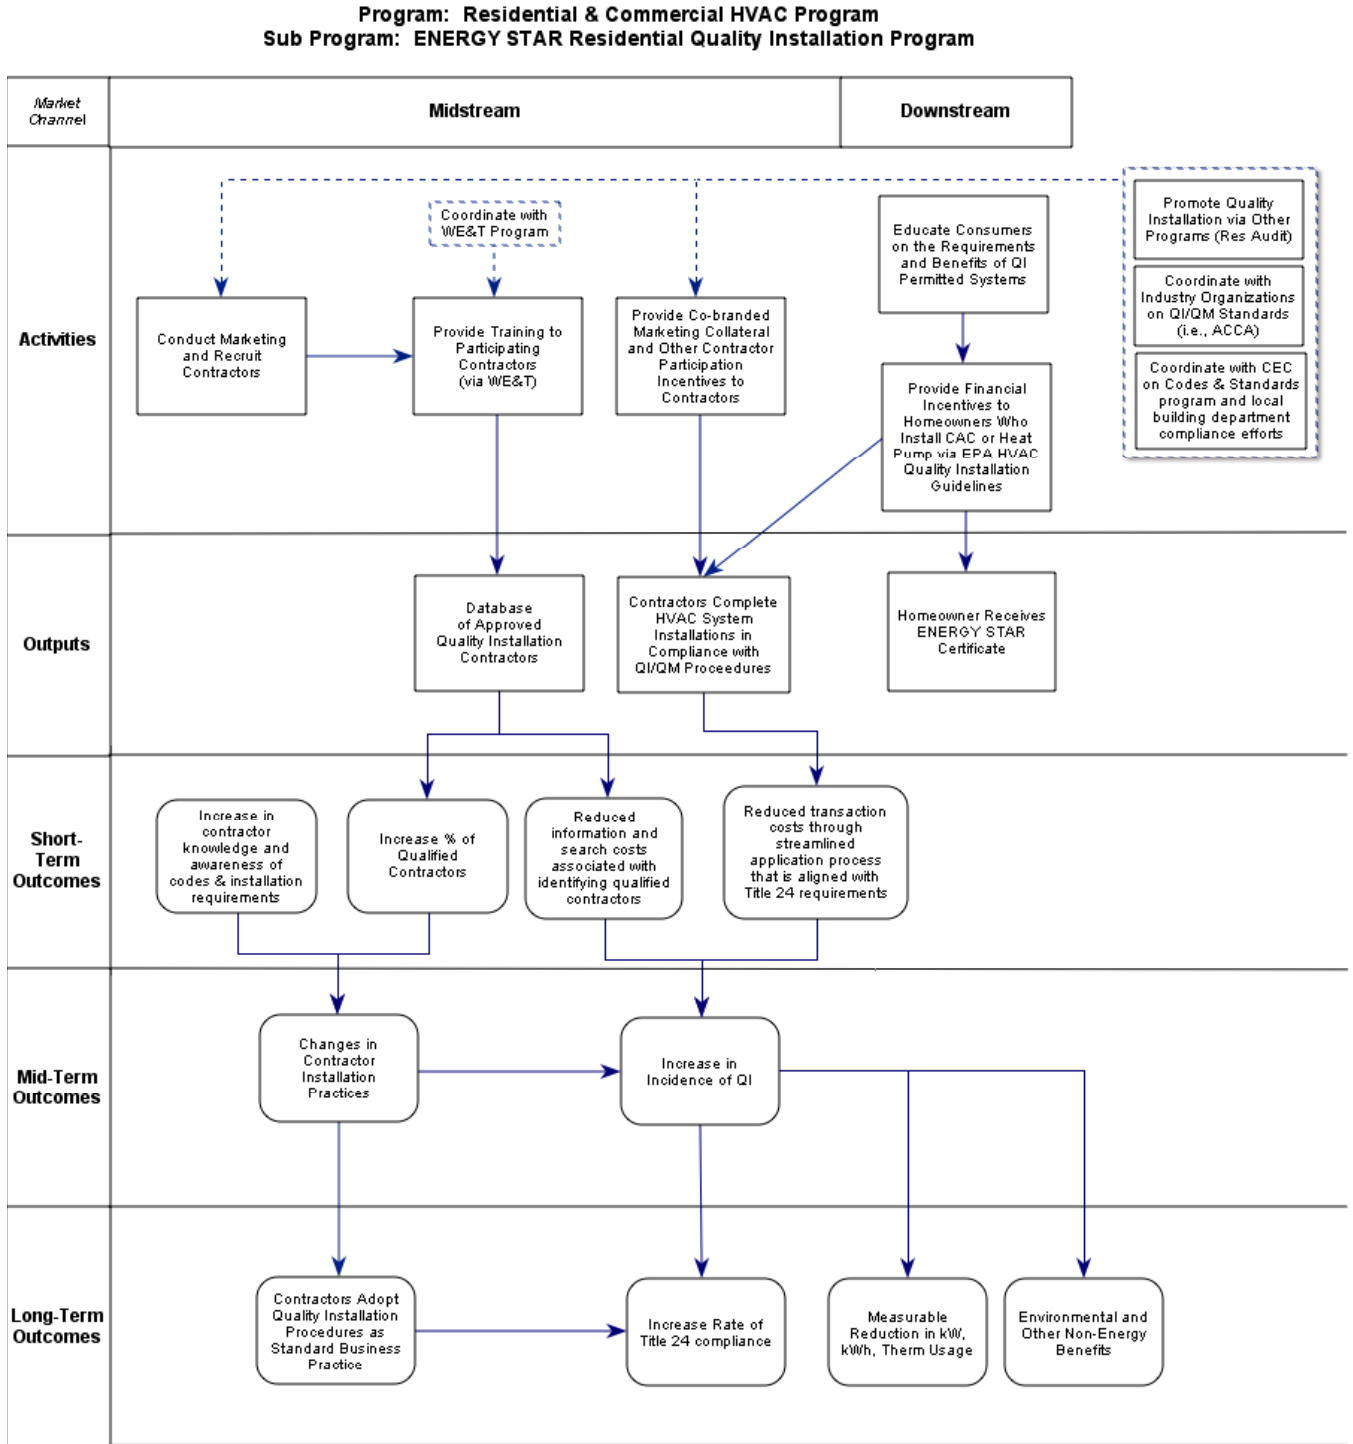 Program: Residential & Commercial HVAC Program
Sub Program: ENERGY STAR Residential Quality Installation Program
Market
Channel
Midstream
Downstream
Activities
Coordinate with
WE&T Program
Conduct Marketing
and Recruit
Contractors
Provide Training to
Participating
Contractors
(via WE&T)
Provide Co-branded
Marketing Collateral
and Other Contractor
Participation
Incentives to
Contractors
Educate Consumers
on the Requirements
and Benefits of QI
Permitted Systems
Provide Financial
Incentives to
Homeowners Who
Install CAC or Heat
Pump via EPA HVAC
Quality Installation
Guidelines
Promote Quality
Installation via Other
Programs (Res Audit)
Coordinate with
Industry Organizations
on QI/QM Standards
(i.e., ACCA)
Coordinate with CEC
on Codes & Standards
program and local
building department
compliance efforts
Outputs
Database
of Approved
Quality Installation
Contractors
Contractors Complete
HVAC System
Installations in
Compliance with
QI/QM Proceedures
Homeowner Receives
ENERGY STAR
Certificate
Short-
Term
Outcomes
Increase in
contractor
knowledge and
awareness of
codes & installation
requirements
Increase % of
Qualified
Contractors
Reduced
information and
search costs
associated with
identifying qualified
contractors
Reduced transaction
costs through
streamlined
application process
that is aligned with
Title 24 requirements
Mid-Term
Outcomes
Changes in
Contractor
Installation
Practices
Increase in
Incidence of QI
Long-Term
Outcomes
Contractors Adopt
Quality Installation
Procedures as
Standard Business
Practice
Increase Rate of
Title 24 compliance
Measurable
Reduction in kW,
kWh, Therm Usage
Environmental and
Other Non-Energy
Benefits